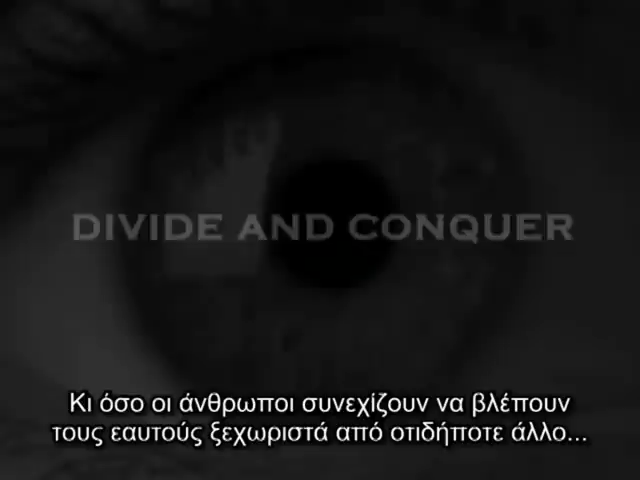 DIVIDE AND CONQUER
Κι όσο οι άνθρωποι συνεχίζουν να βλέπουν
τους εαυτούς ξεχωριστά από οτιδήποτε άλλο...